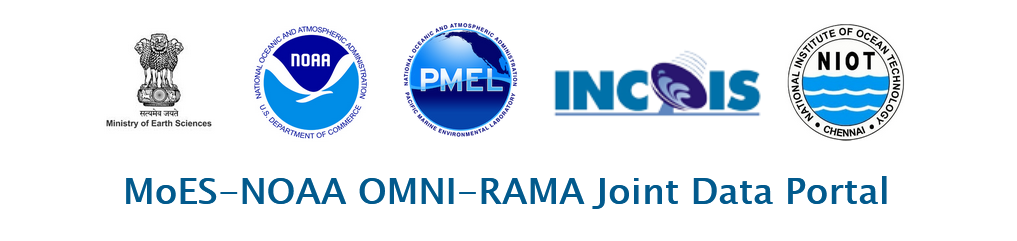 सत्यमेव जयते
Ministry of Earth Sciences
NATIONAL OCEANIC AND ATMOSPHERIC ADMINISTRATION
NOAA
U.S. DEPARTMENT OF COMMERCE
NATIONAL OCEANIC AND ATMOSPHERIC ADMINISTRATION
PMEL
PACIFIC MARINE ENVIRONMENTAL LABORATORY
INCOIS
NATIONAL INSTITUTE OF OCEAN TECHNOLOGY
NIOT
CHENNAI
MoES-NOAA OMNI-RAMA Joint Data Portal